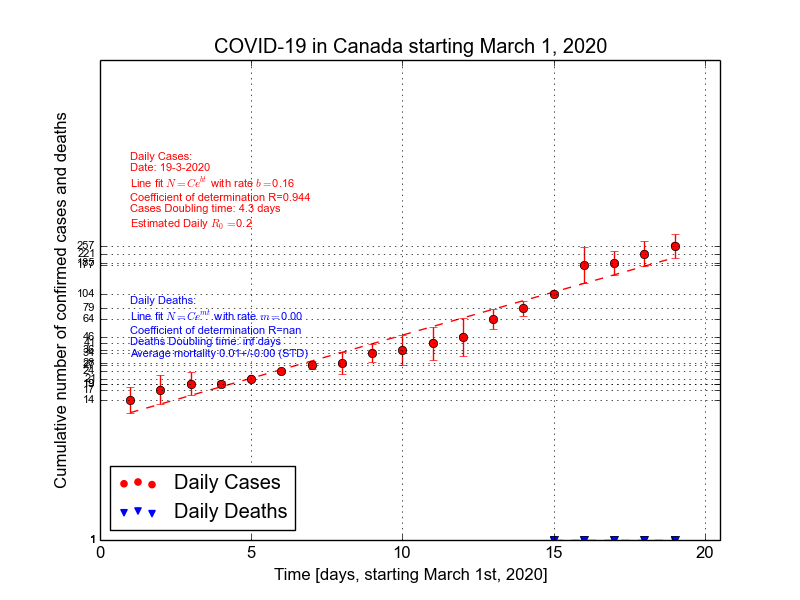 COVID-19 in Canada starting March 1, 2020
Cumulative number of confirmed cases and deaths
Daily Cases:
Date: 19-3-2020
Line fit N = Ce^{bt} with rate b = 0.16
Coefficient of determination R=0.944
Cases Doubling time: 4.3 days
Estimated Daily R_0 = 0.2
257
221
185
177
104
79
64
Daily Deaths:
Line fit N = Ce^{mt} with rate m = 0.00
Coefficient of determination R=nan
Deaths Doubling time: inf days
Average mortality 0.01+/-0.00 (STD)
46
17
14
1
Daily Cases
Daily Deaths
0 5 10 15 20
Time [days, starting March 1st, 2020]